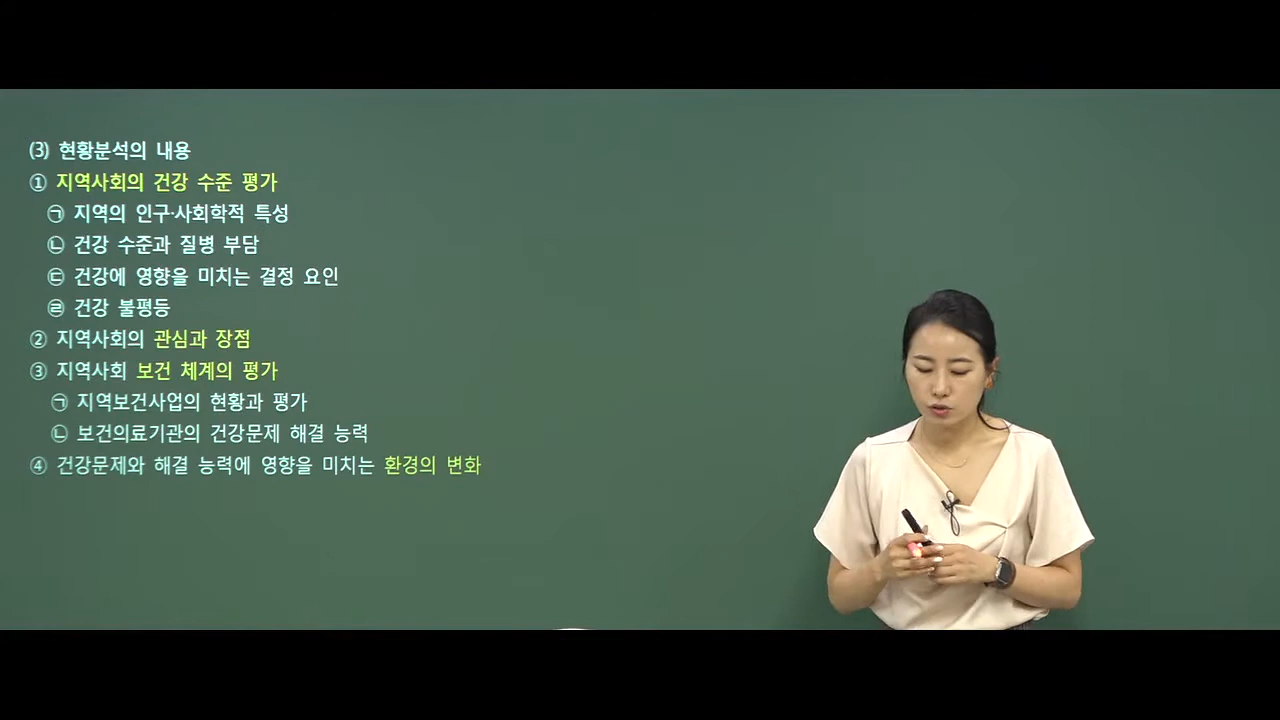 (3) 현황분석의 내용
① 지역사회의 건강 수준 평가
㉠ 지역의 인구·사회학적 특성
㉡ 건강 수준과 질병 부담
㉢ 건강에 영향을 미치는 결정 요인
㉣ 건강 불평등
② 지역사회의 관심과 장점
③ 지역사회 보건 체계의 평가
㉠ 지역보건사업의 현황과 평가
㉡ 보건의료기관의 건강문제 해결 능력
④ 건강문제와 해결 능력에 영향을 미치는 환경의 변화